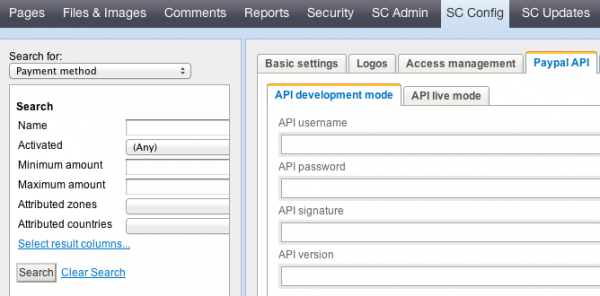 Pages Files & Images Comments Reports Security SC Admin SC Config SC Updates
Search for:
Payment method
Search
Name
Activated (Any)
Minimum amount
Maximum amount
Attributed zones
Attributed countries
Select result columns...
Search Clear Search
Basic settings Logos Access management Paypal API
API development mode API live mode
API username
API password
API signature
API version